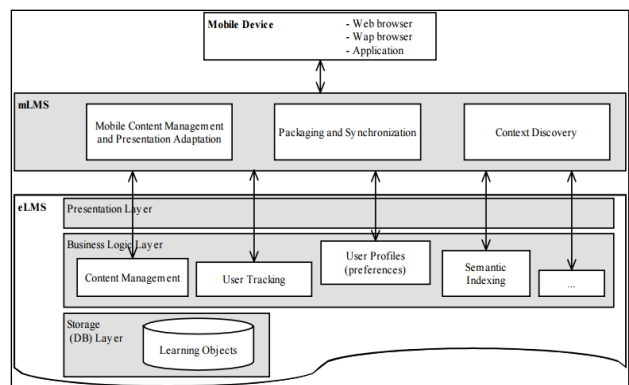 Mobile Device
- Web browser
- Wap browser
- Application
mLMS
Mobile Content Management
and Presentation Adaptation
Packaging and Synchronization
Context Discovery
eLMS
Presentation Layer
Business Logic Layer
Content Management
User Tracking
User Profiles
(preferences)
Semantic
Indexing
...
Storage
(DB) Layer
Learning Objects